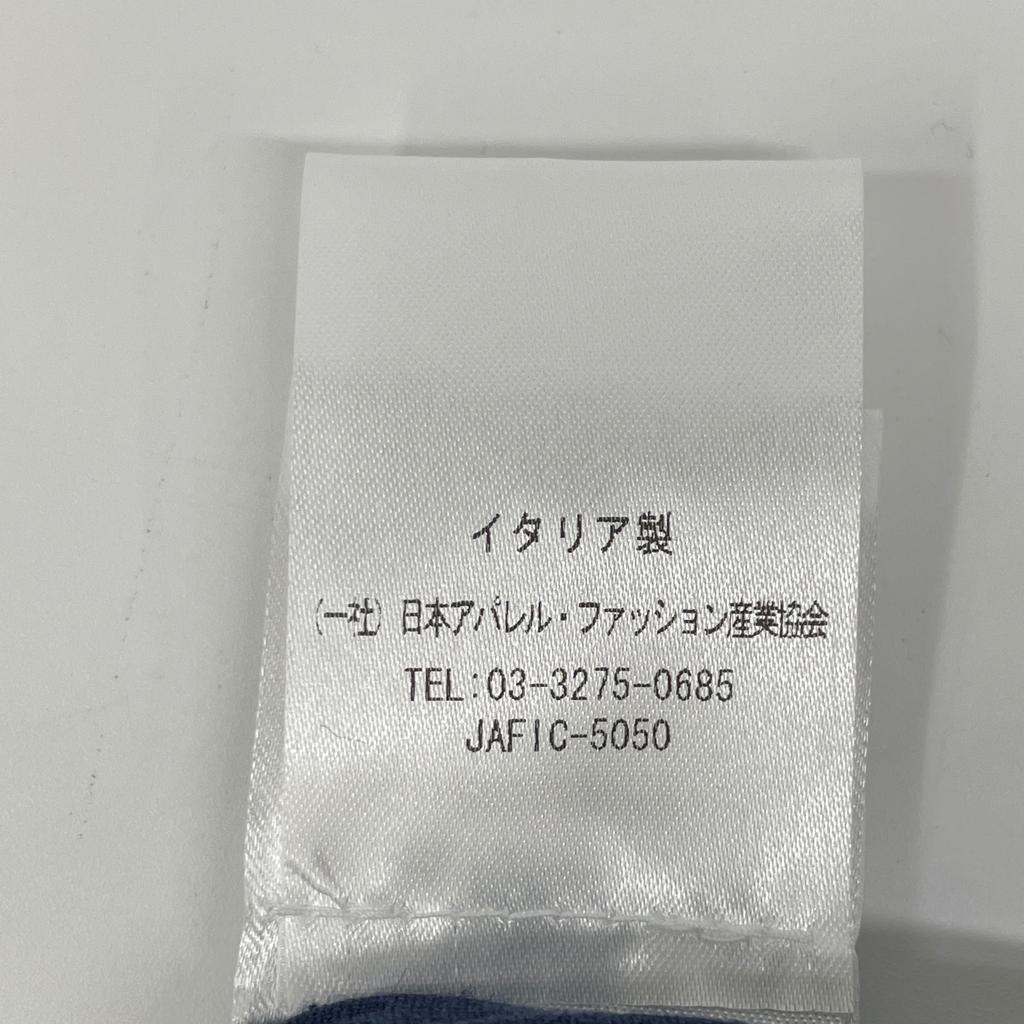 イタリア製
(一社) 日本アパレル・ファッション産業協会
TEL:03-3275-0685
JAFIC-5050